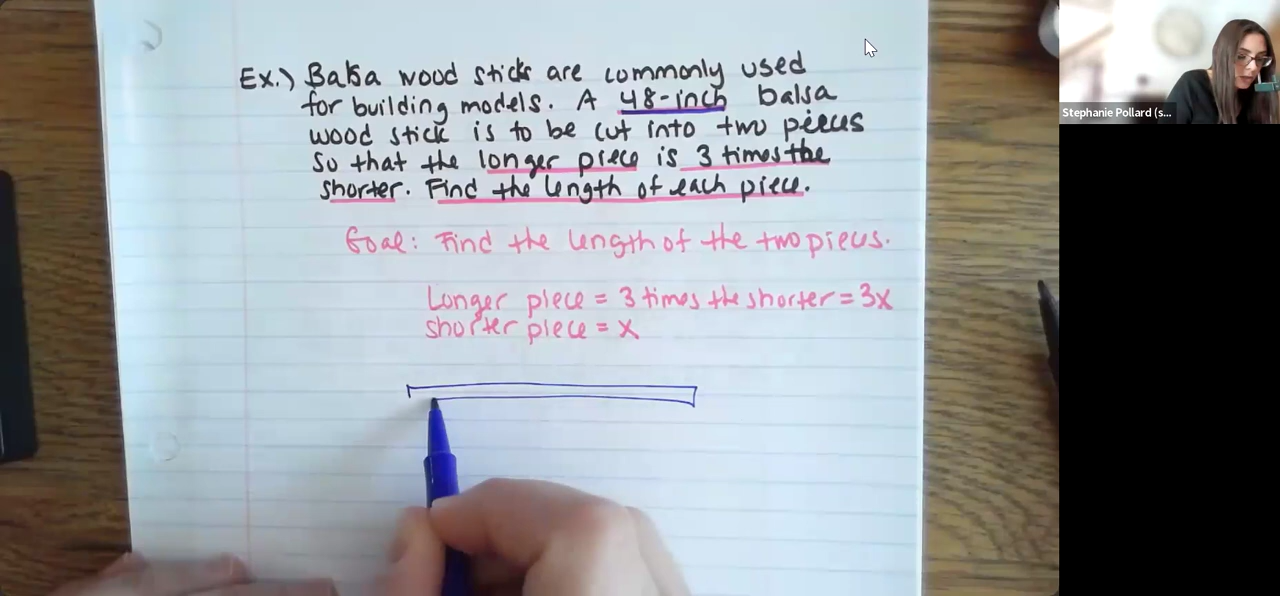 Ex.) Balsa wood sticks are commonly used
for building models. A 48-inch balsa
wood stick is to be cut into two pieces
so that the longer piece is 3 times the
shorter. Find the length of each piece.
Goal: Find the length of the two pieces.
Longer piece = 3 times the shorter = 3x
shorter piece = x
Stephanie Pollard (s...